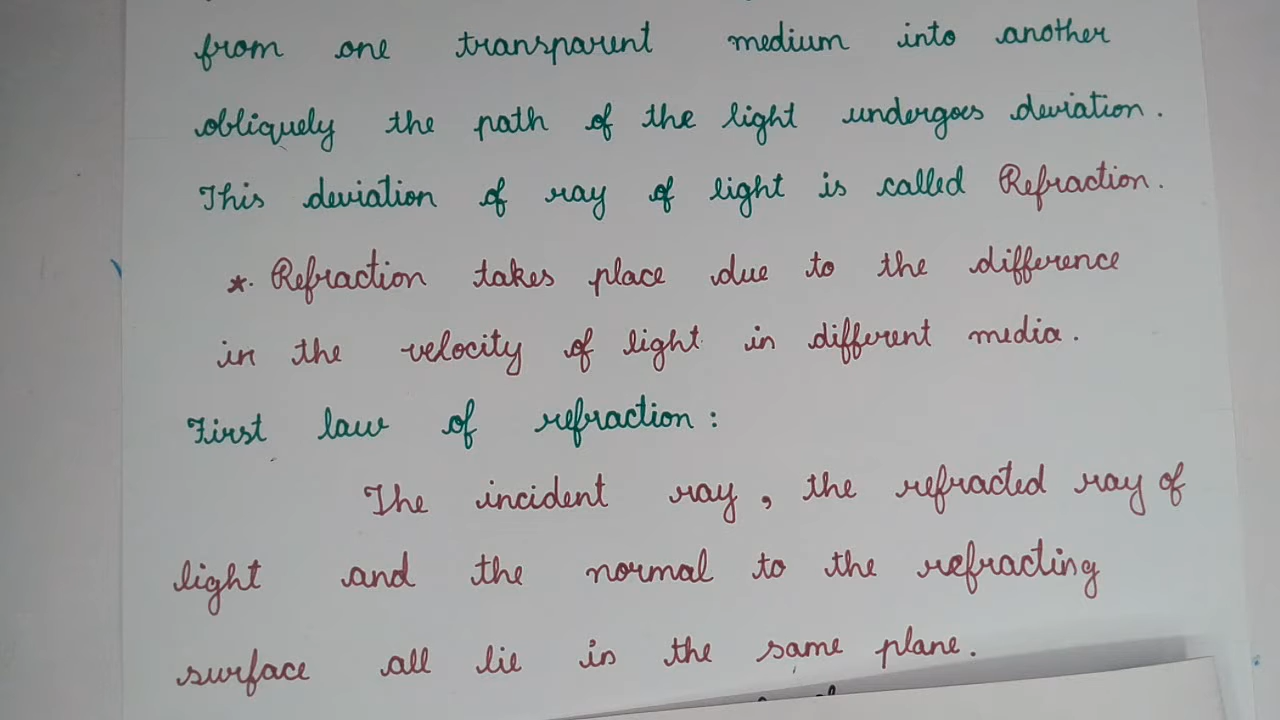 from one transparent medium into another
obliquely the path of the light undergoes deviation.
This deviation of ray of light is called Refraction.
*. Refraction takes place due to the difference
in the velocity of light in different media.
First law of refraction:
The incident ray, the refracted ray of
light and the normal to the refracting
surface all lie in the same plane.